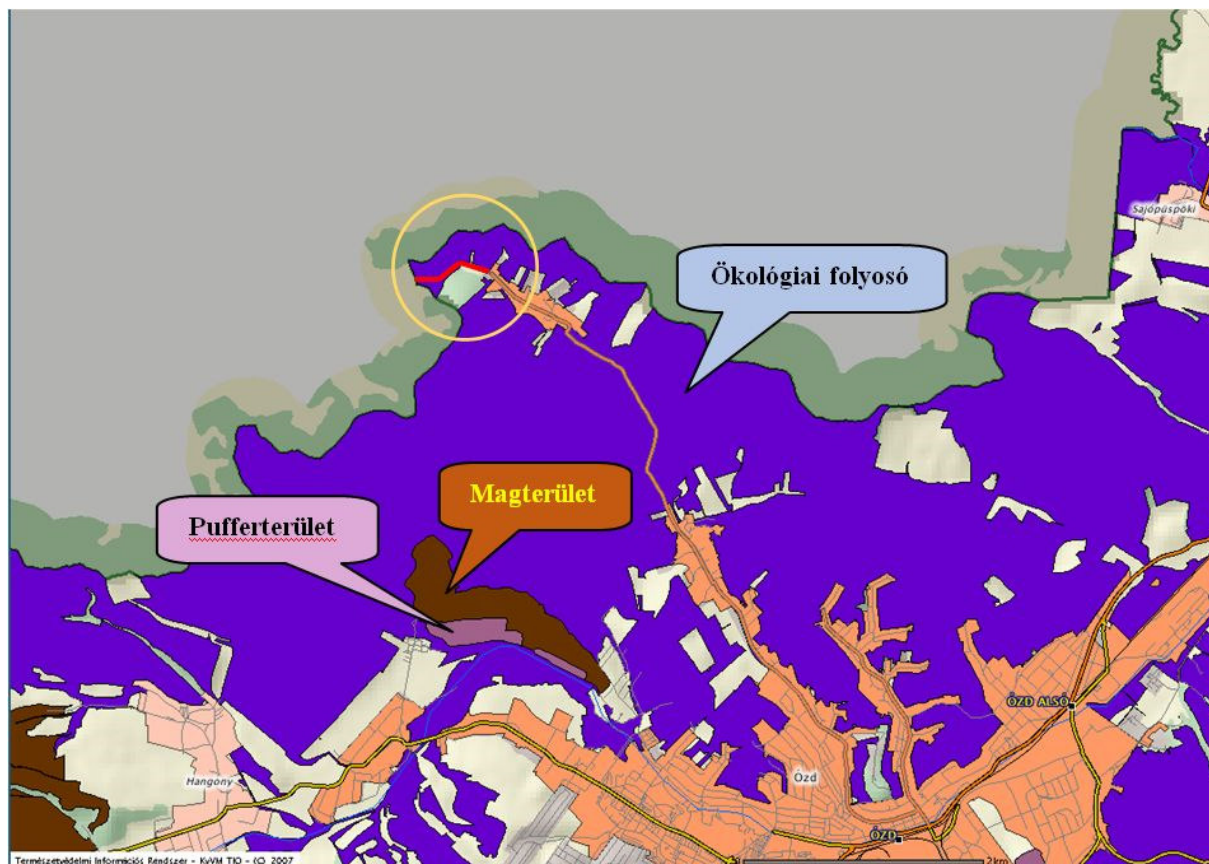 Sajópüspöki
Ökológiai folyosó
Magterület
Pufferterület
ÓZD ALSÓ
Hangony
Ózd
ÓZD
2km
Természetvédelmi Információs Rendszer - KvVM TIO - (C) 2007